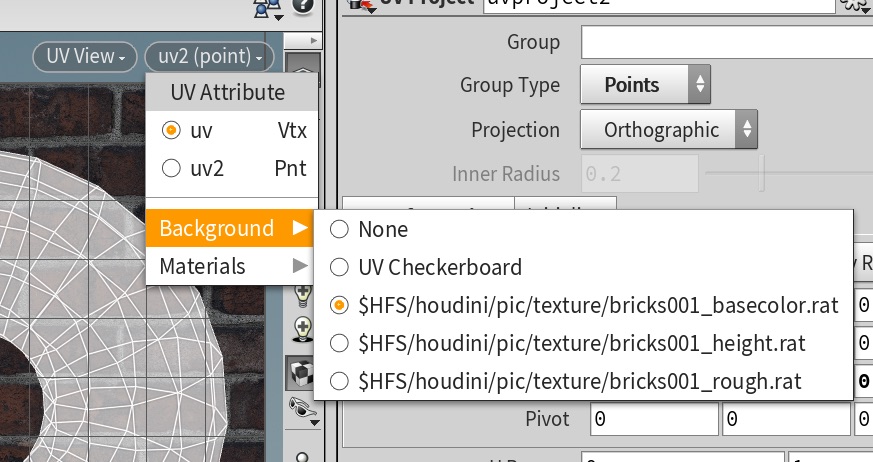 UV Project uvproject2
UV View uv2 (point)
UV Attribute
uv Vtx
uv2 Pnt
Background
Materials
None
UV Checkerboard
$HFS/houdini/pic/texture/bricks001_basecolor.rat
$HFS/houdini/pic/texture/bricks001_height.rat
$HFS/houdini/pic/texture/bricks001_rough.rat
Group
Group Type Points
Projection Orthographic
Inner Radius 0.2
R
0
0
0
Pivot 0 0 0